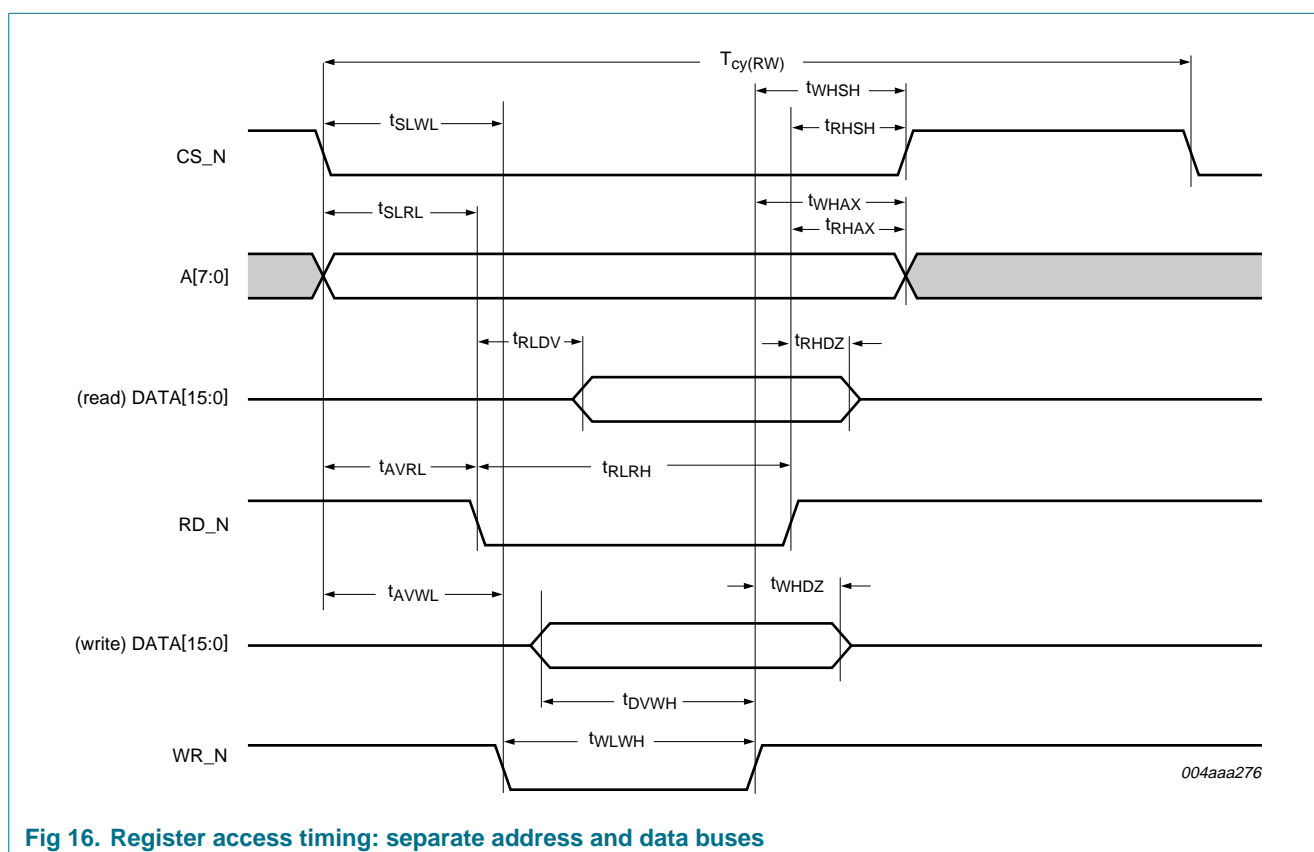 Tcy(RW)
tWHSH
tSLWL
tRHSH
CS_N
tWHAX
tSLRL
tRHAX
A[7:0]
tRLDV
tRHDZ
(read) DATA[15:0]
tAVRL
tRLRH
RD_N
tWHDZ
tAVWL
(write) DATA[15:0]
tDVWH
tWLWH
WR_N
004aaa276
Fig 16. Register access timing: separate address and data buses